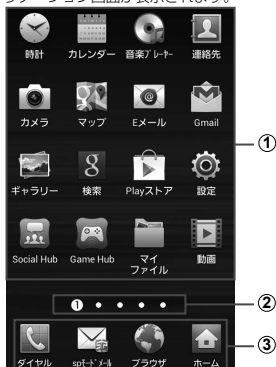 時計 カレンダー 音楽プレーヤー 連絡先
カメラ マップ Eメール Gmail
ギャラリー 検索 Playストア 設定
Social Hub Game Hub マイ 動画
ファイル
①
❶
②
ダイヤル spモードメール ブラウザ ホーム
③